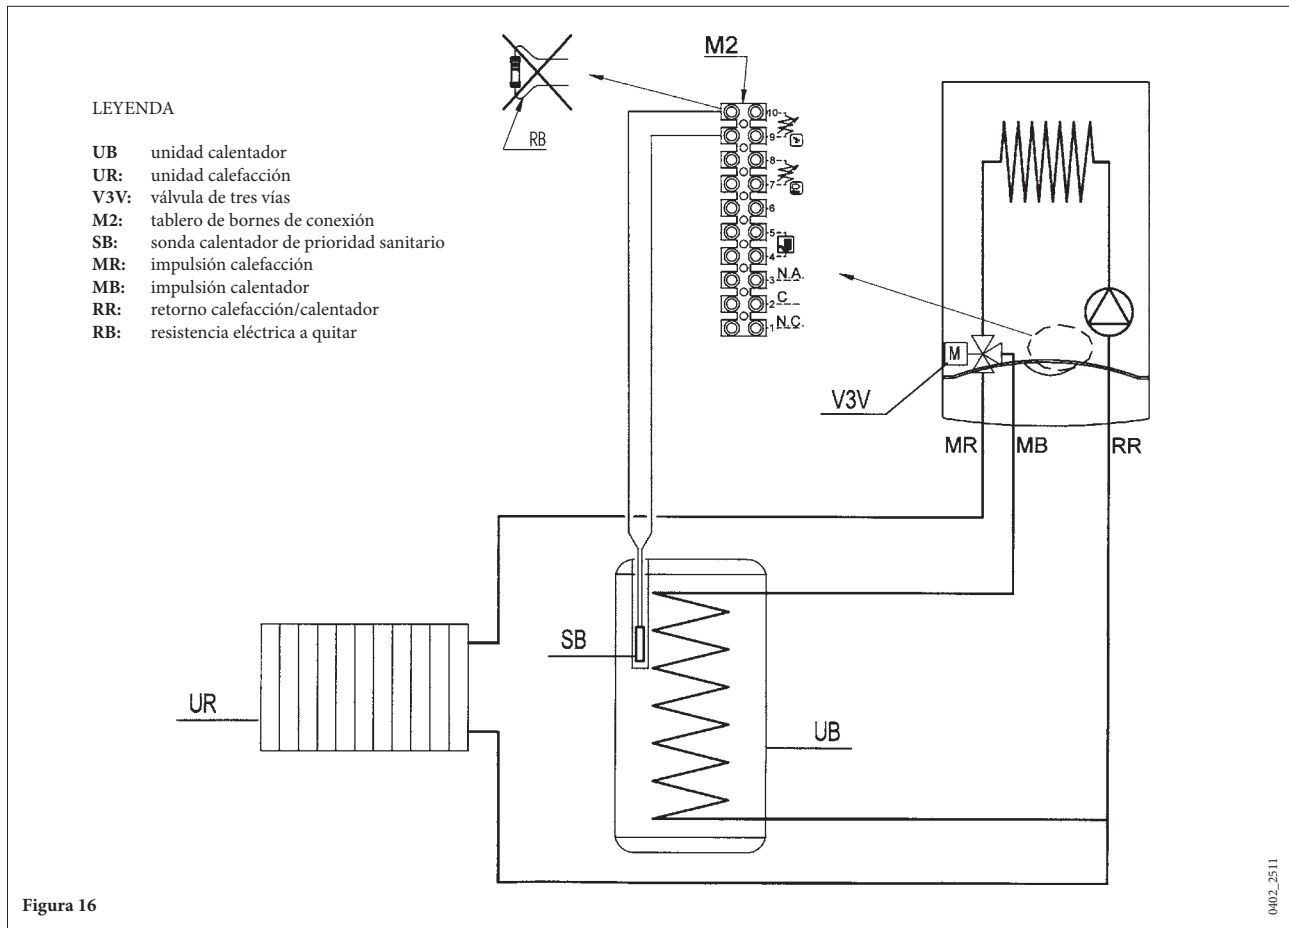 LEYENDA
UB unidad calentador
UR: unidad calefacción
V3V: válvula de tres vías
M2: tablero de bornes de conexión
SB: sonda calentador de prioridad sanitario
MR: impulsión calefacción
MB: impulsión calentador
RR: retorno calefacción/calentador
RB: resistencia eléctrica a quitar
RB
M2
10
9
8
7
6
5
4
3 N.A.
2 C
1 N.C.
M
V3V
MR
MB
RR
SB
UR
UB
Figura 16
0402_2511